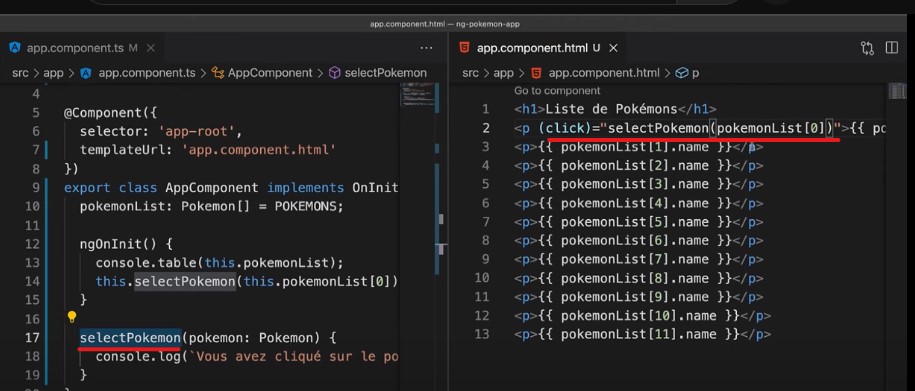 app.component.html — ng-pokemon-app
app.component.ts M ×
src > app > app.component.ts > AppComponent > selectPokemon
4
5 @Component({
6 selector: 'app-root',
7 templateUrl: 'app.component.html'
8 })
9 export class AppComponent implements OnInit
10 pokemonList: Pokemon[] = POKEMONS;
11
12 ngOnInit() {
13 console.table(this.pokemonList);
14 this.selectPokemon(this.pokemonList[0])
15 }
16
17 selectPokemon(pokemon: Pokemon) {
18 console.log(`Vous avez cliqué sur le po
19 }
app.component.html U ×
src > app > app.component.html > p
Go to component
1 <h1>Liste de Pokémons</h1>
2 <p (click)="selectPokemon(pokemonList[0])">{{ po
3 <p>{{ pokemonList[1].name }}</p>
4 <p>{{ pokemonList[2].name }}</p>
5 <p>{{ pokemonList[3].name }}</p>
6 <p>{{ pokemonList[4].name }}</p>
7 <p>{{ pokemonList[5].name }}</p>
8 <p>{{ pokemonList[6].name }}</p>
9 <p>{{ pokemonList[7].name }}</p>
10 <p>{{ pokemonList[8].name }}</p>
11 <p>{{ pokemonList[9].name }}</p>
12 <p>{{ pokemonList[10].name }}</p>
13 <p>{{ pokemonList[11].name }}</p>